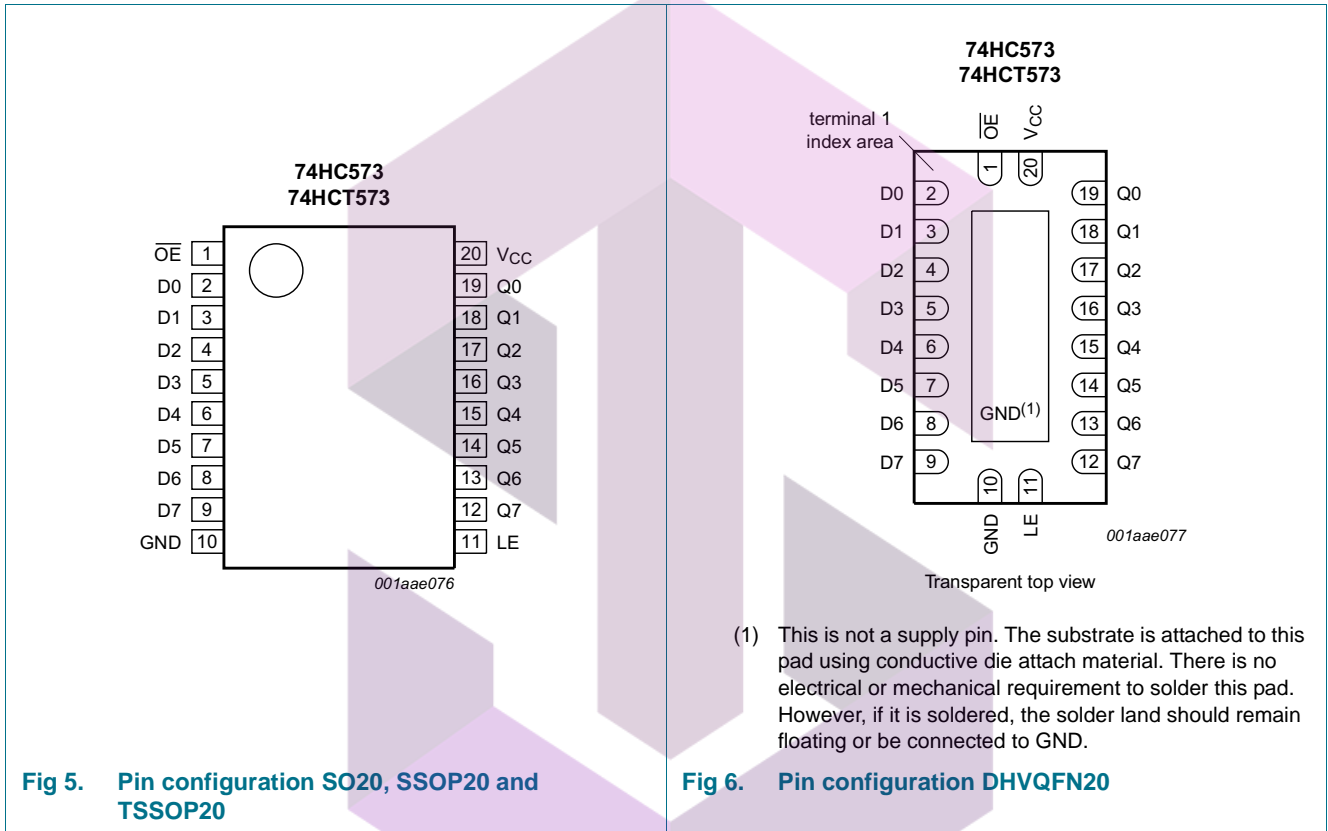 74HC573
74HCT573
OE 1
D0 2
D1 3
D2 4
D3 5
D4 6
D5 7
D6 8
D7 9
GND 10
20 VCC
19 Q0
18 Q1
17 Q2
16 Q3
15 Q4
14 Q5
13 Q6
12 Q7
11 LE
001aae076
Fig 5. Pin configuration SO20, SSOP20 and
TSSOP20
74HC573
74HCT573
terminal 1
index area
OE
VCC
1
20
D0 2
D1 3
D2 4
D3 5
D4 6
D5 7
D6 8
D7 9
19 Q0
18 Q1
17 Q2
16 Q3
15 Q4
14 Q5
13 Q6
12 Q7
GND(1)
10
11
GND
LE
001aae077
Transparent top view
(1) This is not a supply pin. The substrate is attached to this
pad using conductive die attach material. There is no
electrical or mechanical requirement to solder this pad.
However, if it is soldered, the solder land should remain
floating or be connected to GND.
Fig 6. Pin configuration DHVQFN20